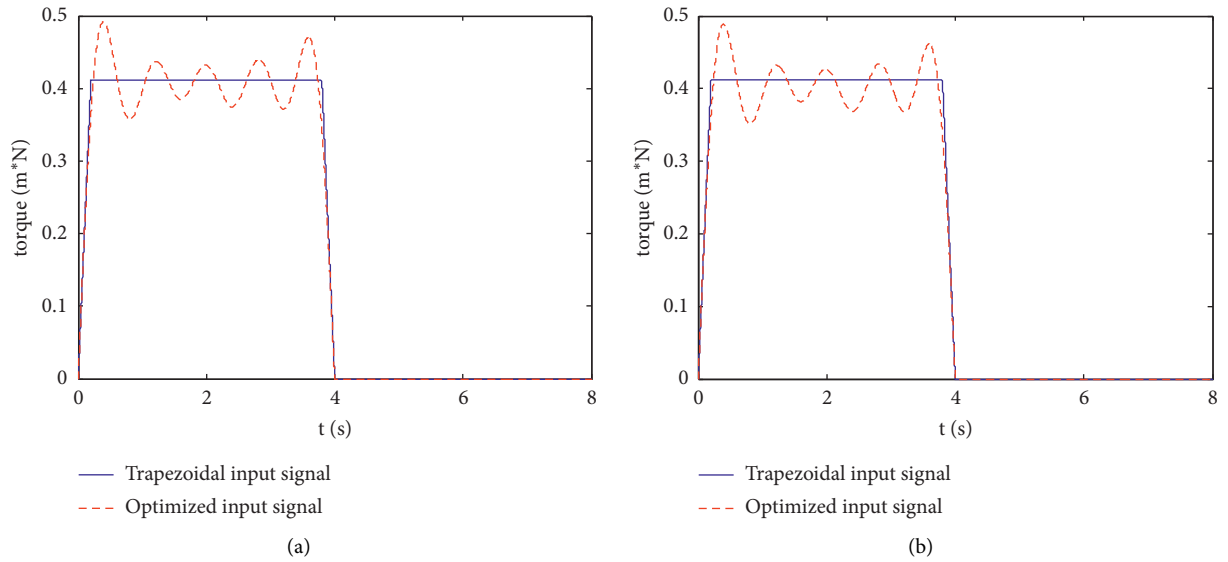 0.5
0.4
0.3
0.2
0.1
0
torque (m*N)
0
2
4
6
8
t (s)
Trapezoidal input signal
Optimized input signal
(a)
0.5
0.4
0.3
0.2
0.1
0
torque (m*N)
0
2
4
6
8
t (s)
Trapezoidal input signal
Optimized input signal
(b)